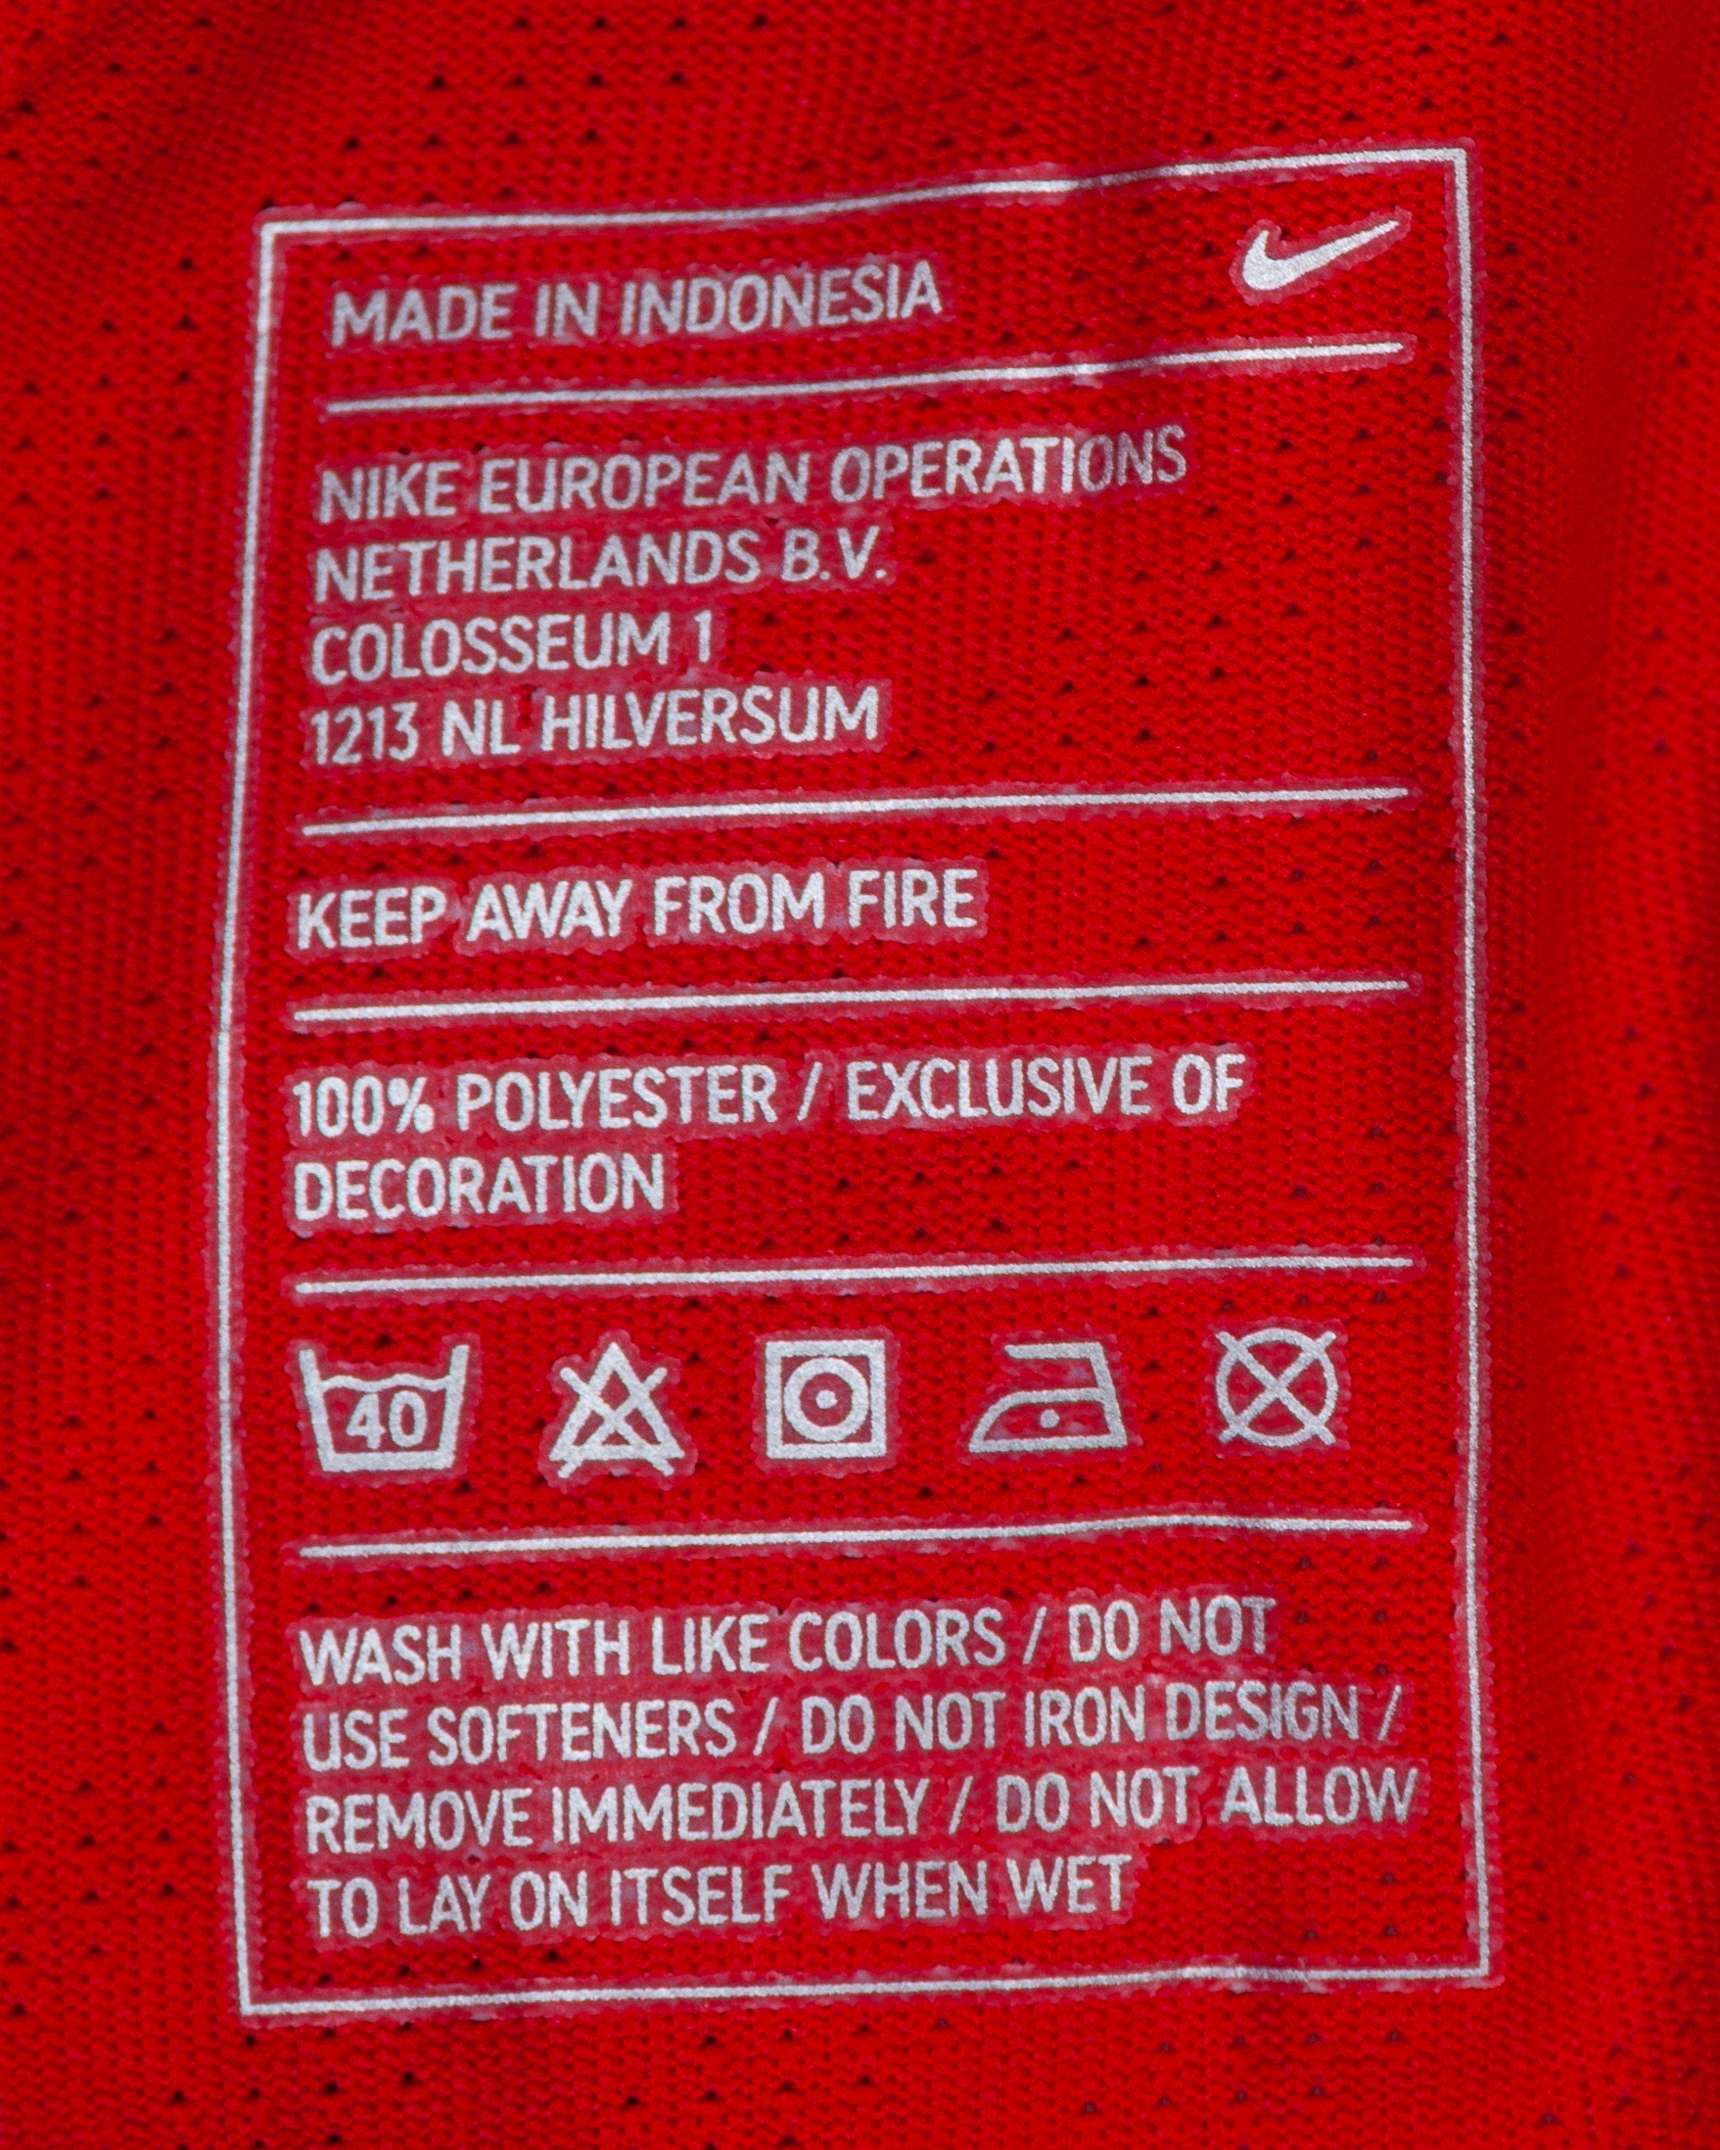 MADE IN INDONESIA
NIKE EUROPEAN OPERATIONS
NETHERLANDS B.V.
COLOSSEUM 1
1213 NL HILVERSUM
KEEP AWAY FROM FIRE
100% POLYESTER / EXCLUSIVE OF
DECORATION
40
WASH WITH LIKE COLORS / DO NOT
USE SOFTENERS / DO NOT IRON DESIGN /
REMOVE IMMEDIATELY / DO NOT ALLOW
TO LAY ON ITSELF WHEN WET